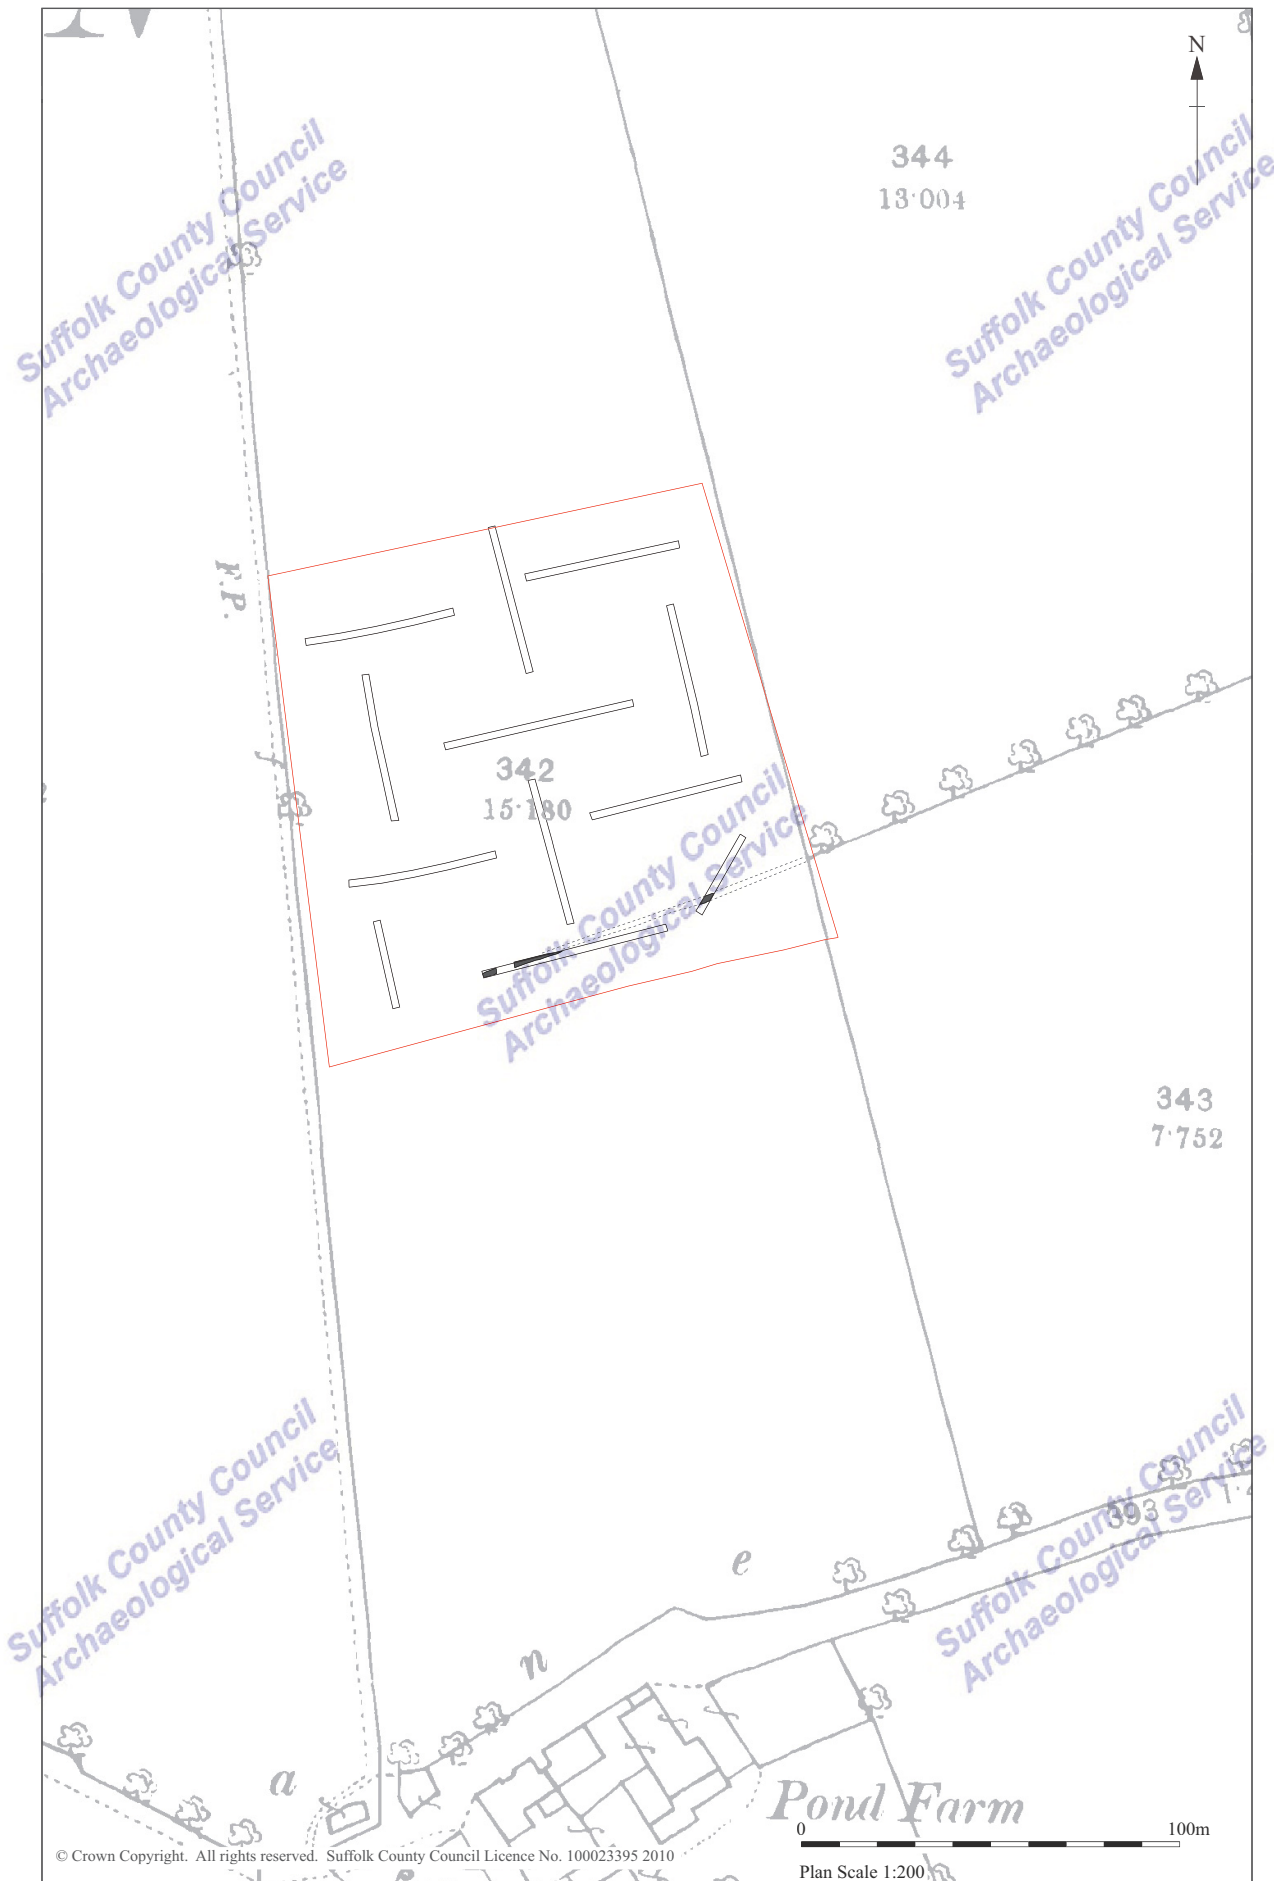 N
344
13·004
Suffolk County Council
Archaeological Service
Suffolk County Council
Archaeological Service
F.P.
342
15·180
Suffolk County Council
Archaeological Service
343
7·752
Suffolk County Council
Archaeological Service
Suffolk County Council
Archaeological Service
393
e
n
a
Pond Farm
0 100m
© Crown Copyright. All rights reserved. Suffolk County Council Licence No. 100023395 2010
Plan Scale 1:200